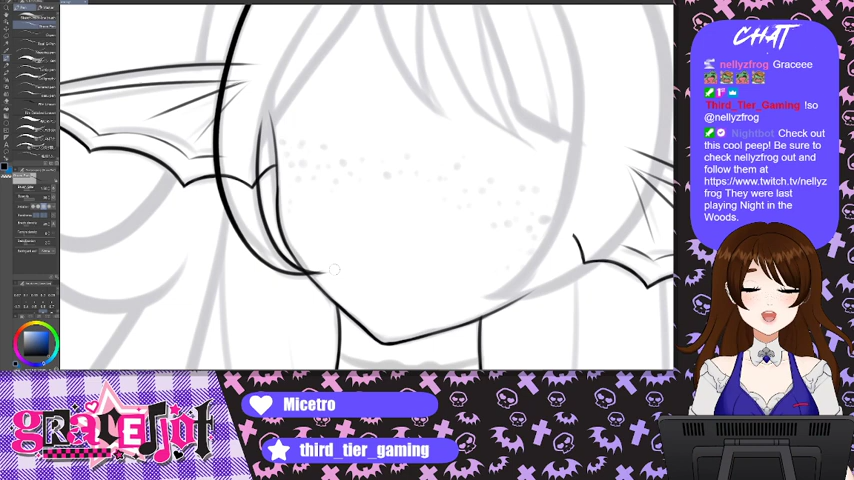 CHAT
nellyzfrog Graceee
Third_Tier_Gaming !so
@nellyzfrog
Nightbot Check out
this cool peep! Be sure to
check nellyzfrog out and
follow them at
https://www.twitch.tv/nellyz
frog They were last
playing Night in the
Woods.
Micetro
third_tier_gaming
graceJot